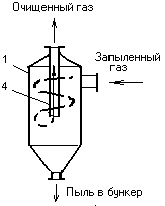 Очищенный газ
1
Запыленный
газ
4
Пыль в бункер